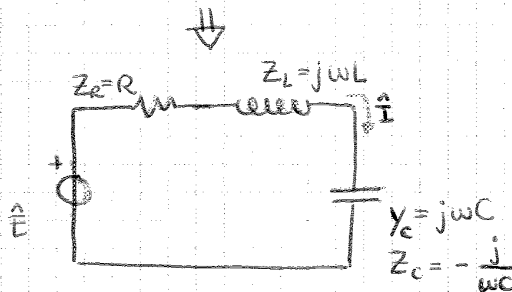 Z_R=R
Z_L=jωL
Î
+
Ê
Y_C=jωC
Z_C=-j/ωC